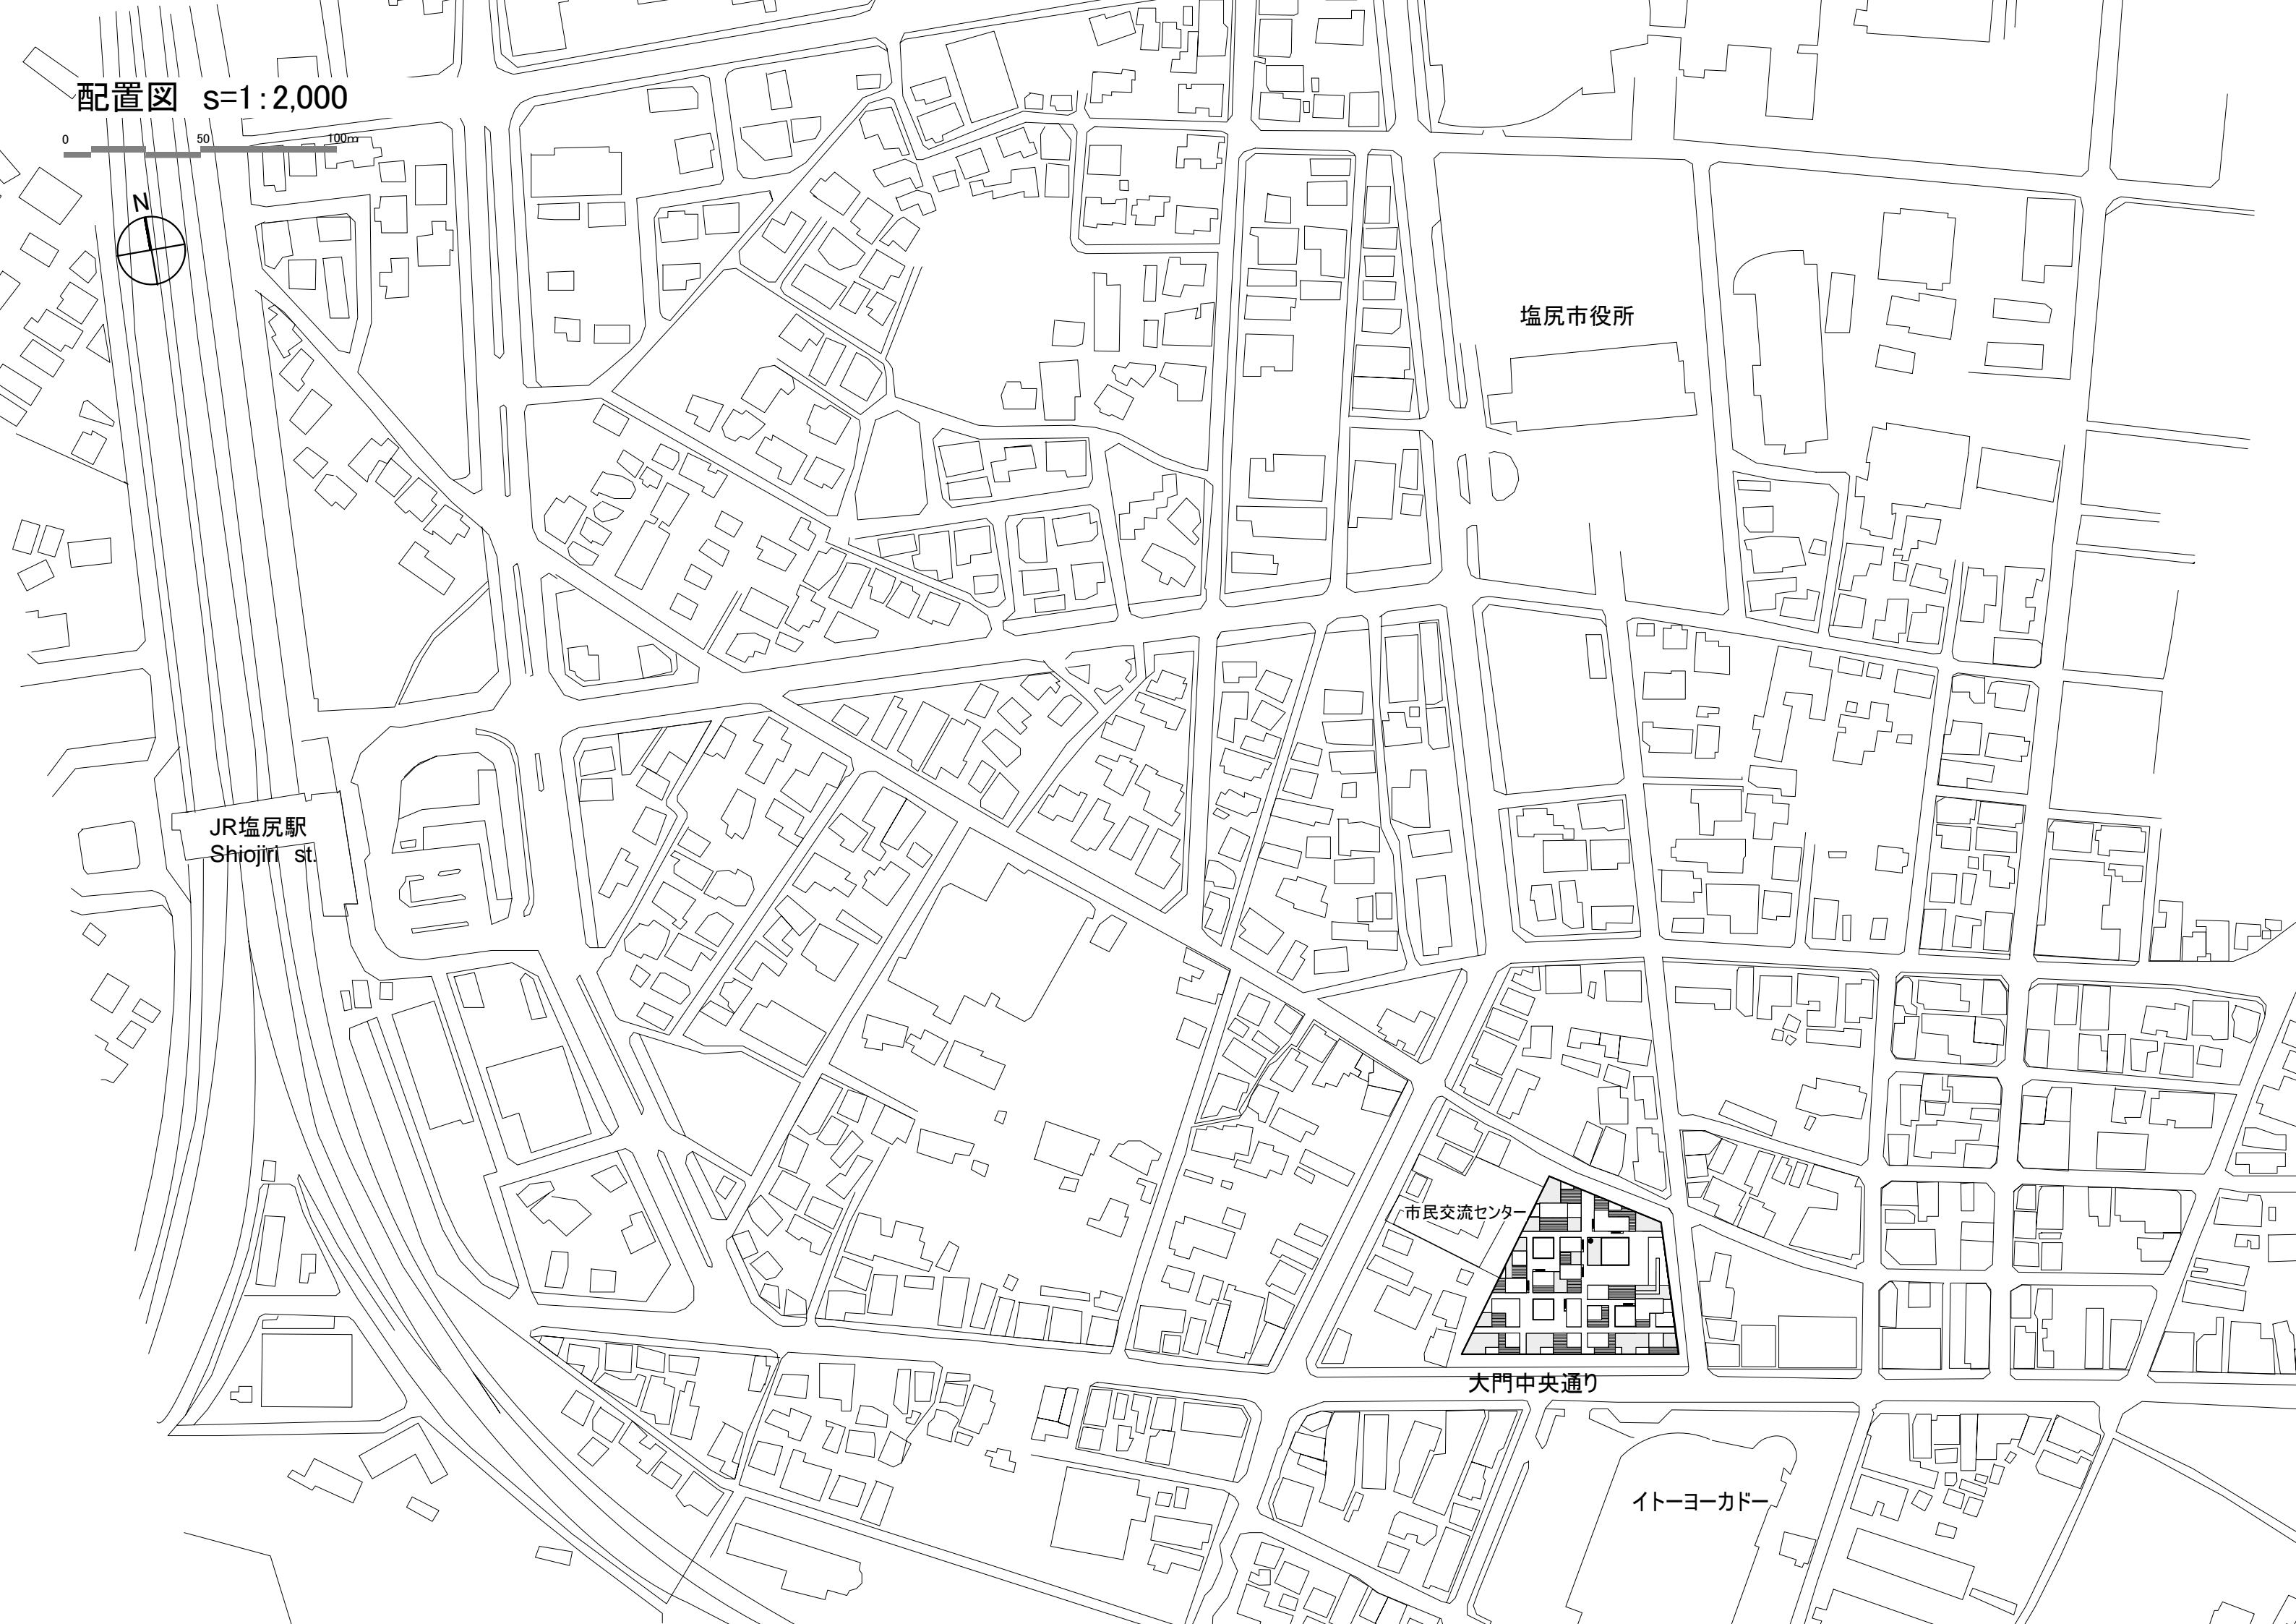 配置図 s=1:2,000
0 50 100m
N
塩尻市役所
JR塩尻駅
Shiojiri st.
市民交流センター
大門中央通り
イトーヨーカドー